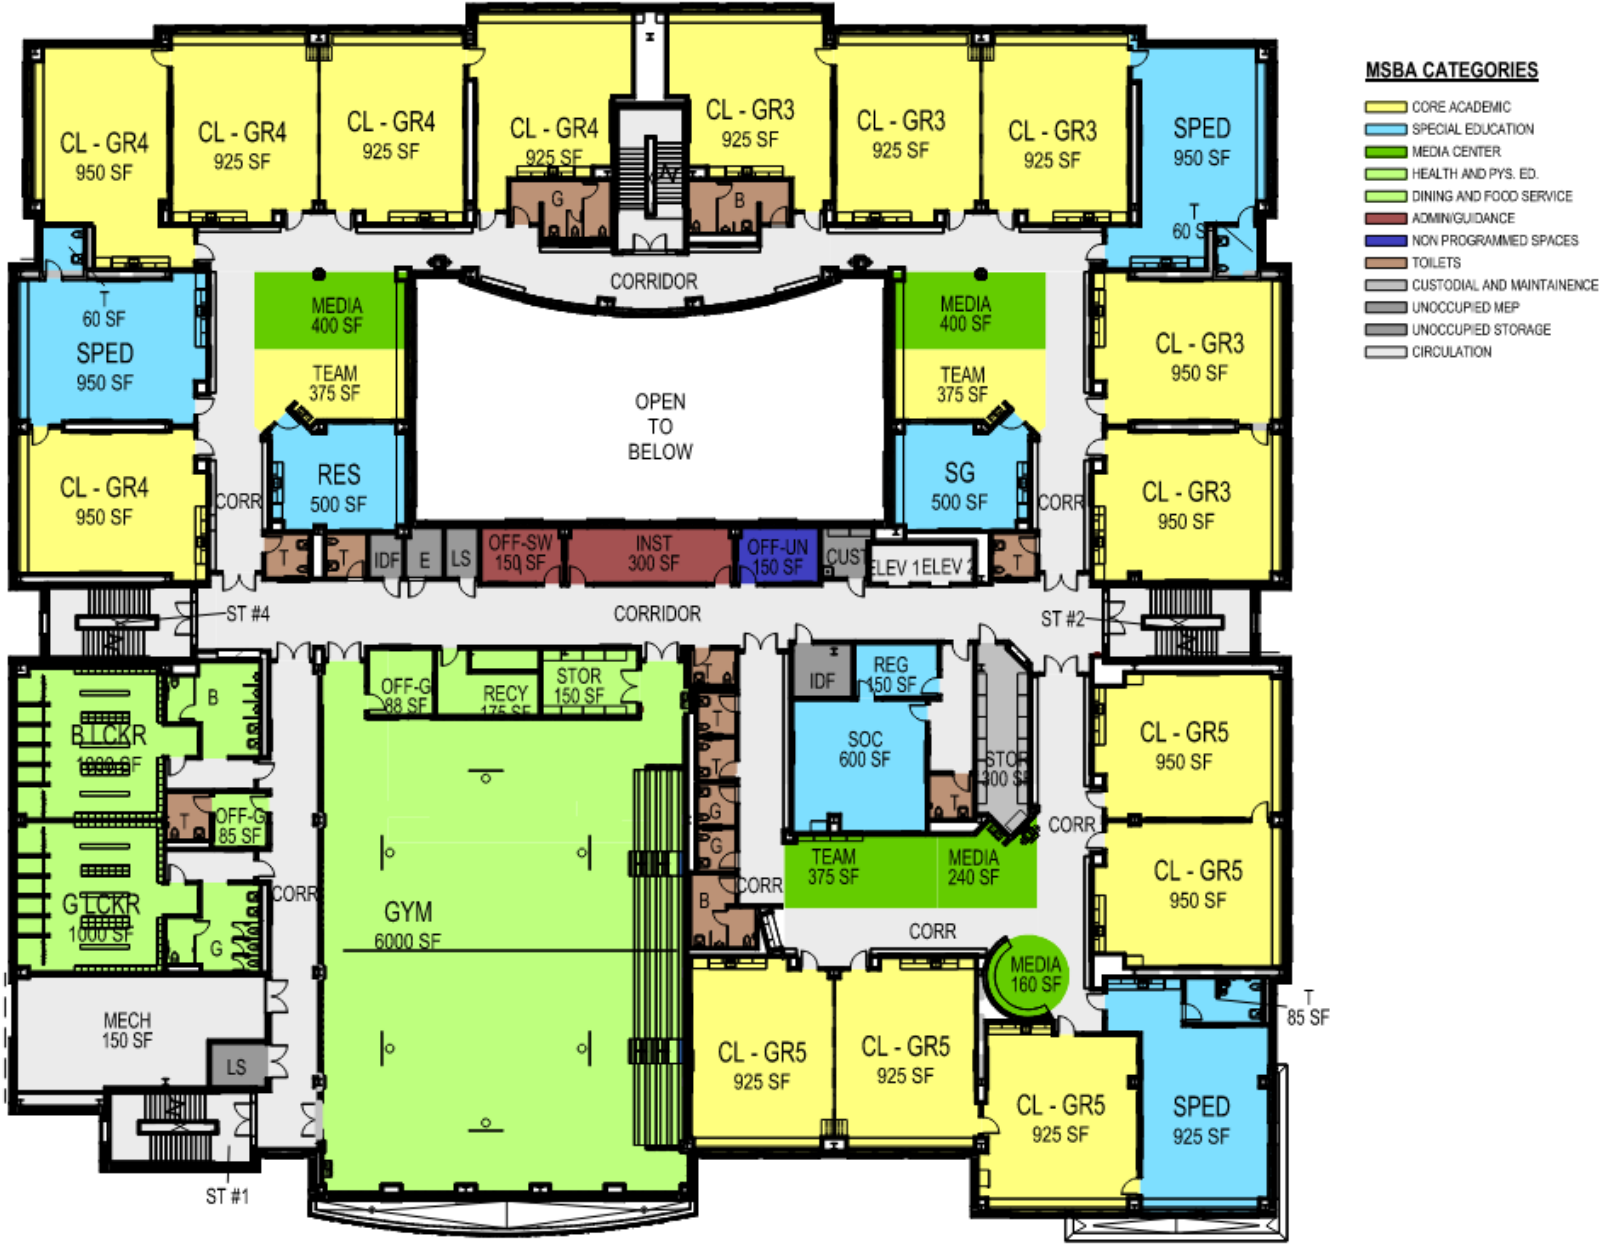 MSBA CATEGORIES
CORE ACADEMIC
SPECIAL EDUCATION
MEDIA CENTER
HEALTH AND PYS. ED.
DINING AND FOOD SERVICE
ADMIN/GUIDANCE
NON PROGRAMMED SPACES
TOILETS
CUSTODIAL AND MAINTAINENCE
UNOCCUPIED MEP
UNOCCUPIED STORAGE
CIRCULATION
CL - GR4
950 SF
CL - GR4
925 SF
CL - GR4
925 SF
CL - GR4
925 SF
CL - GR3
925 SF
CL - GR3
925 SF
CL - GR3
925 SF
SPED
950 SF
T
60 SF
G
B
CORRIDOR
T
60 SF
SPED
950 SF
MEDIA
400 SF
TEAM
375 SF
OPEN
TO
BELOW
MEDIA
400 SF
TEAM
375 SF
CL - GR3
950 SF
CL - GR4
950 SF
CORR
RES
500 SF
SG
500 SF
CORR
CL - GR3
950 SF
T
T
IDF
E
LS
OFF-SW
150 SF
INST
300 SF
OFF-UN
150 SF
CUST
ELEV 1
ELEV 2
T
ST #4
CORRIDOR
ST #2
B LCKR
1000 SF
B
OFF-G
88 SF
RECY
175 SF
STOR
150 SF
T
T
T
G
G
B
IDF
REG
150 SF
SOC
600 SF
STOR
300 SF
T
CORR
CL - GR5
950 SF
T
OFF-G
85 SF
G LCKR
1000 SF
G
CORR
GYM
6000 SF
CORR
TEAM
375 SF
MEDIA
240 SF
CORR
CL - GR5
950 SF
MEDIA
160 SF
T
85 SF
MECH
150 SF
LS
CL - GR5
925 SF
CL - GR5
925 SF
CL - GR5
925 SF
SPED
925 SF
ST #1